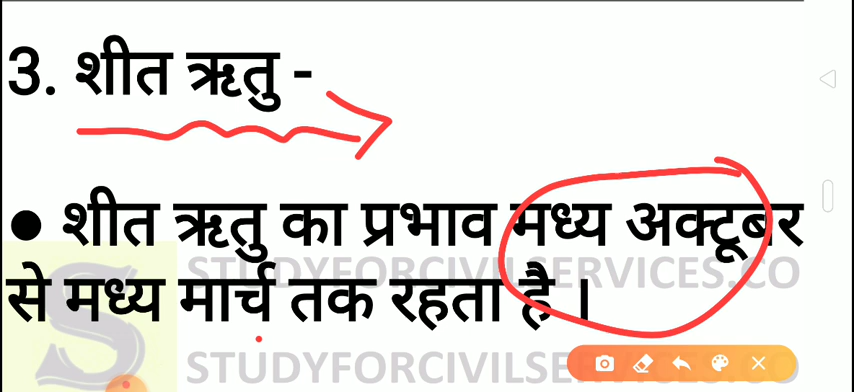 3. शीत ऋतु -
● शीत ऋतु का प्रभाव मध्य अक्टूबर
STUDYFORCIVILSERVICES.CO
से मध्य मार्च तक रहता है ।
STUDYFORCIVILSE